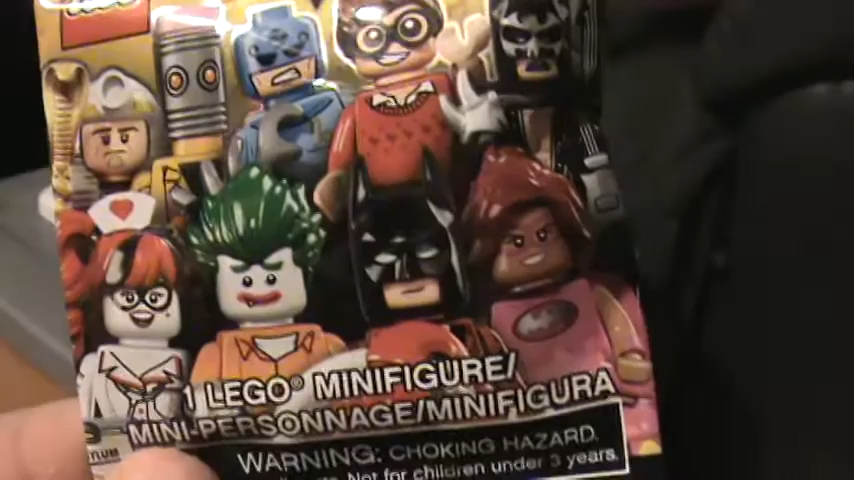 1 LEGO® MINIFIGURE/
MINI-PERSONNAGE/MINIFIGURA
WARNING: CHOKING HAZARD.
Not for children under 3 years.